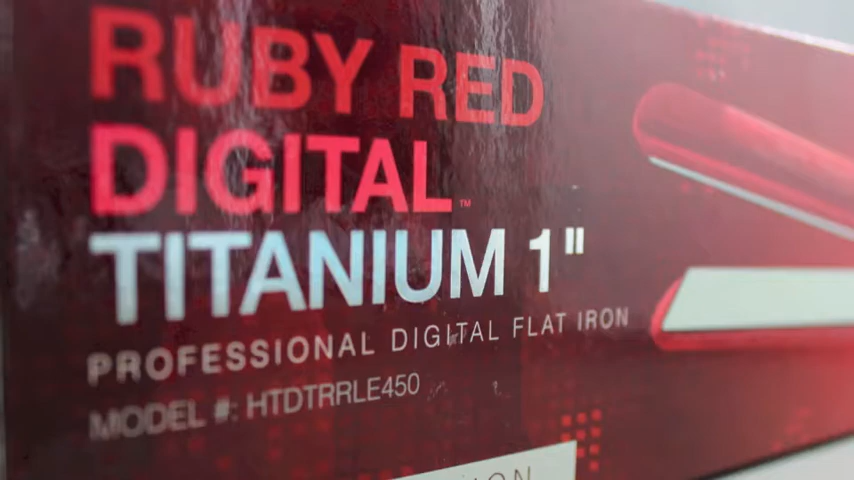 RUBY RED
DIGITAL™
TITANIUM 1"
PROFESSIONAL DIGITAL FLAT IRON
MODEL #: HTDTRRLE450